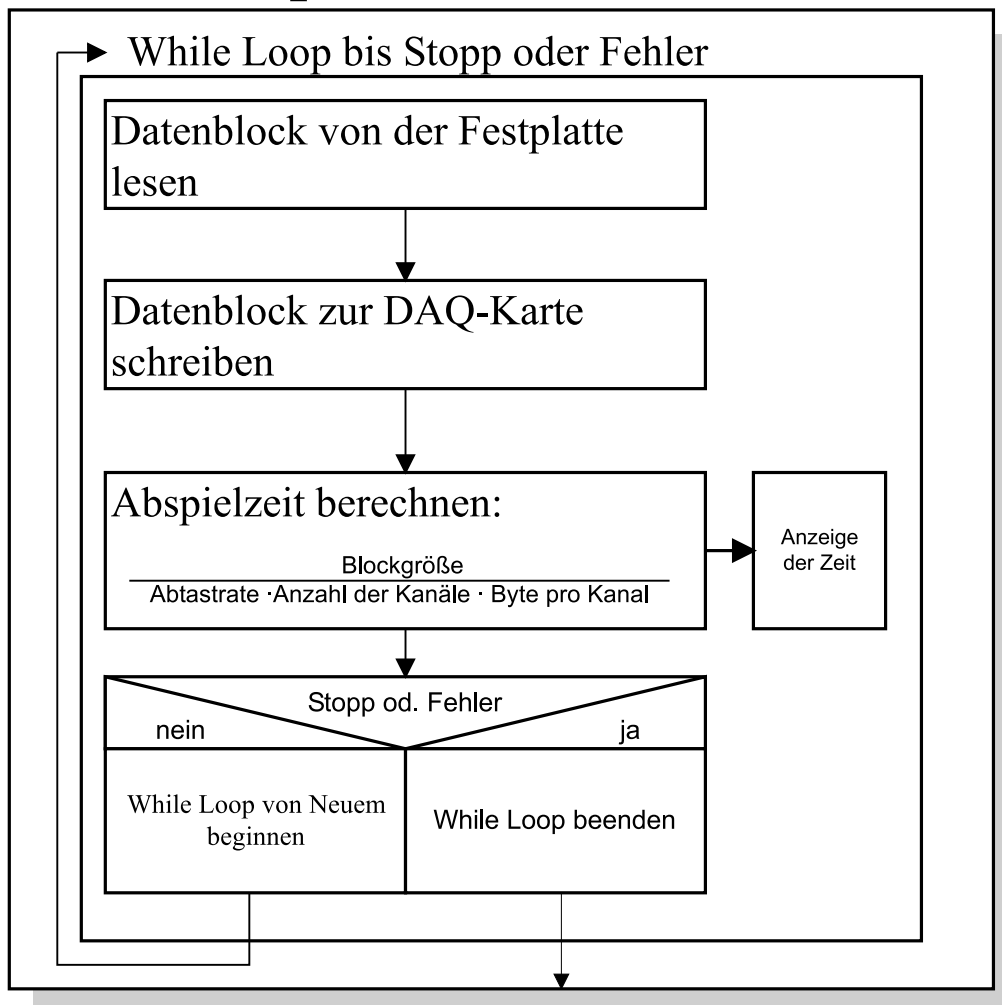 While Loop bis Stopp oder Fehler
Datenblock von der Festplatte
lesen
Datenblock zur DAQ-Karte
schreiben
Abspielzeit berechnen:
Blockgröße
Abtastrate · Anzahl der Kanäle · Byte pro Kanal
Anzeige
der Zeit
Stopp od. Fehler
nein
ja
While Loop von Neuem
beginnen
While Loop beenden